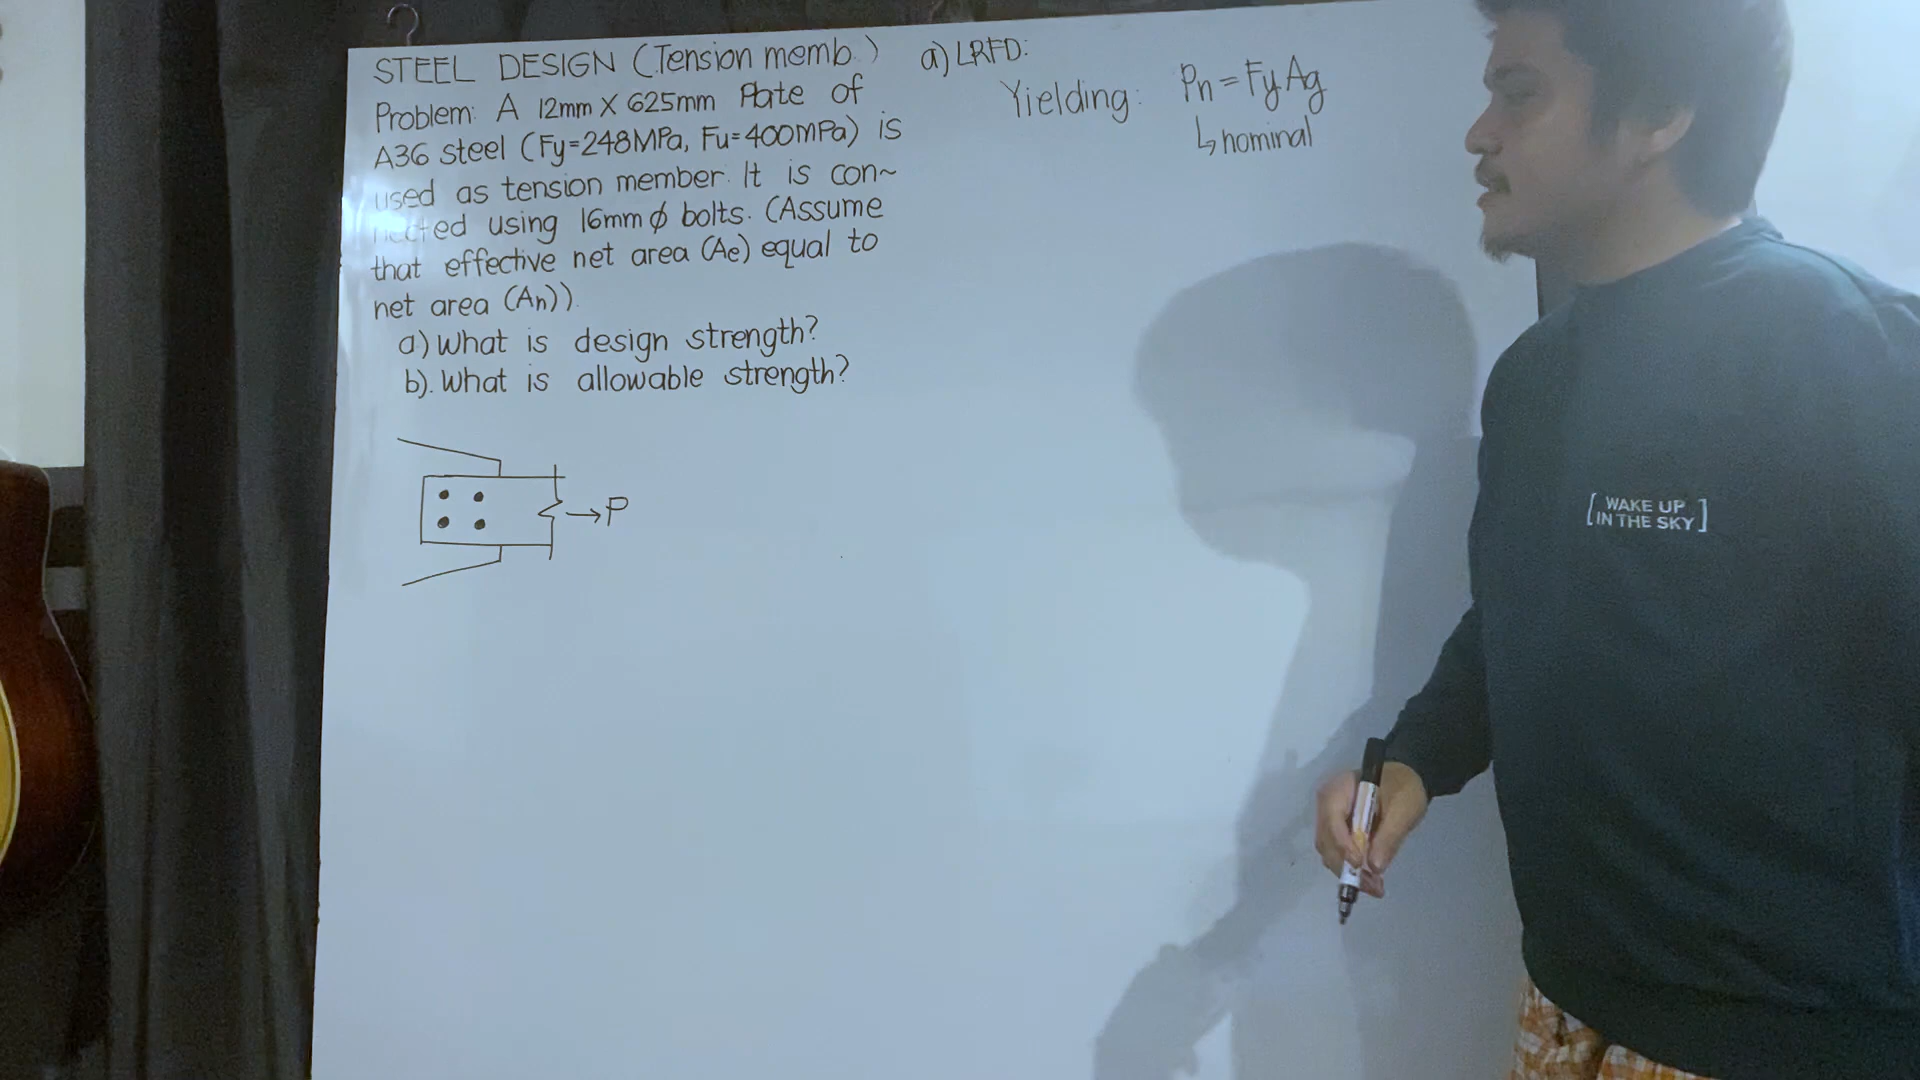 STEEL DESIGN (Tension memb.)
Problem: A 12mm X 625mm Plate of
A36 steel (Fy=248MPa, Fu=400MPa) is
used as tension member. It is con~
nected using 16mm ϕ bolts. (Assume
that effective net area (Ae) equal to
net area (An)).
a) What is design strength?
b). What is allowable strength?
→P
a) LRFD:
Yielding: Pn = Fy Ag
↳ nominal
[WAKE UP
IN THE SKY]